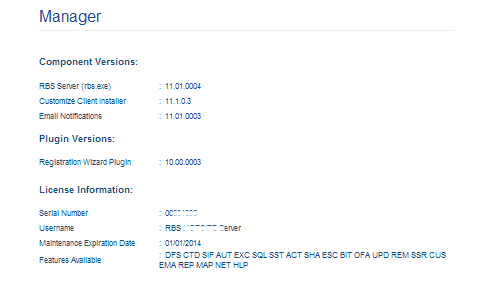 Manager
Component Versions:
RBS Server (rbs.exe) : 11.01.0004
Customize Client Installer : 11.1.0.3
Email Notifications : 11.01.0003
Plugin Versions:
Registration Wizard Plugin : 10.00.0003
License Information:
Serial Number :
Username : RBS Server
Maintenance Expiration Date : 01/01/2014
Features Available : DFS CTD SIF AUT EXC SQL SST ACT SHA ESC BIT OFA UPD REM SSR CUS
EMA REP MAP NET HLP